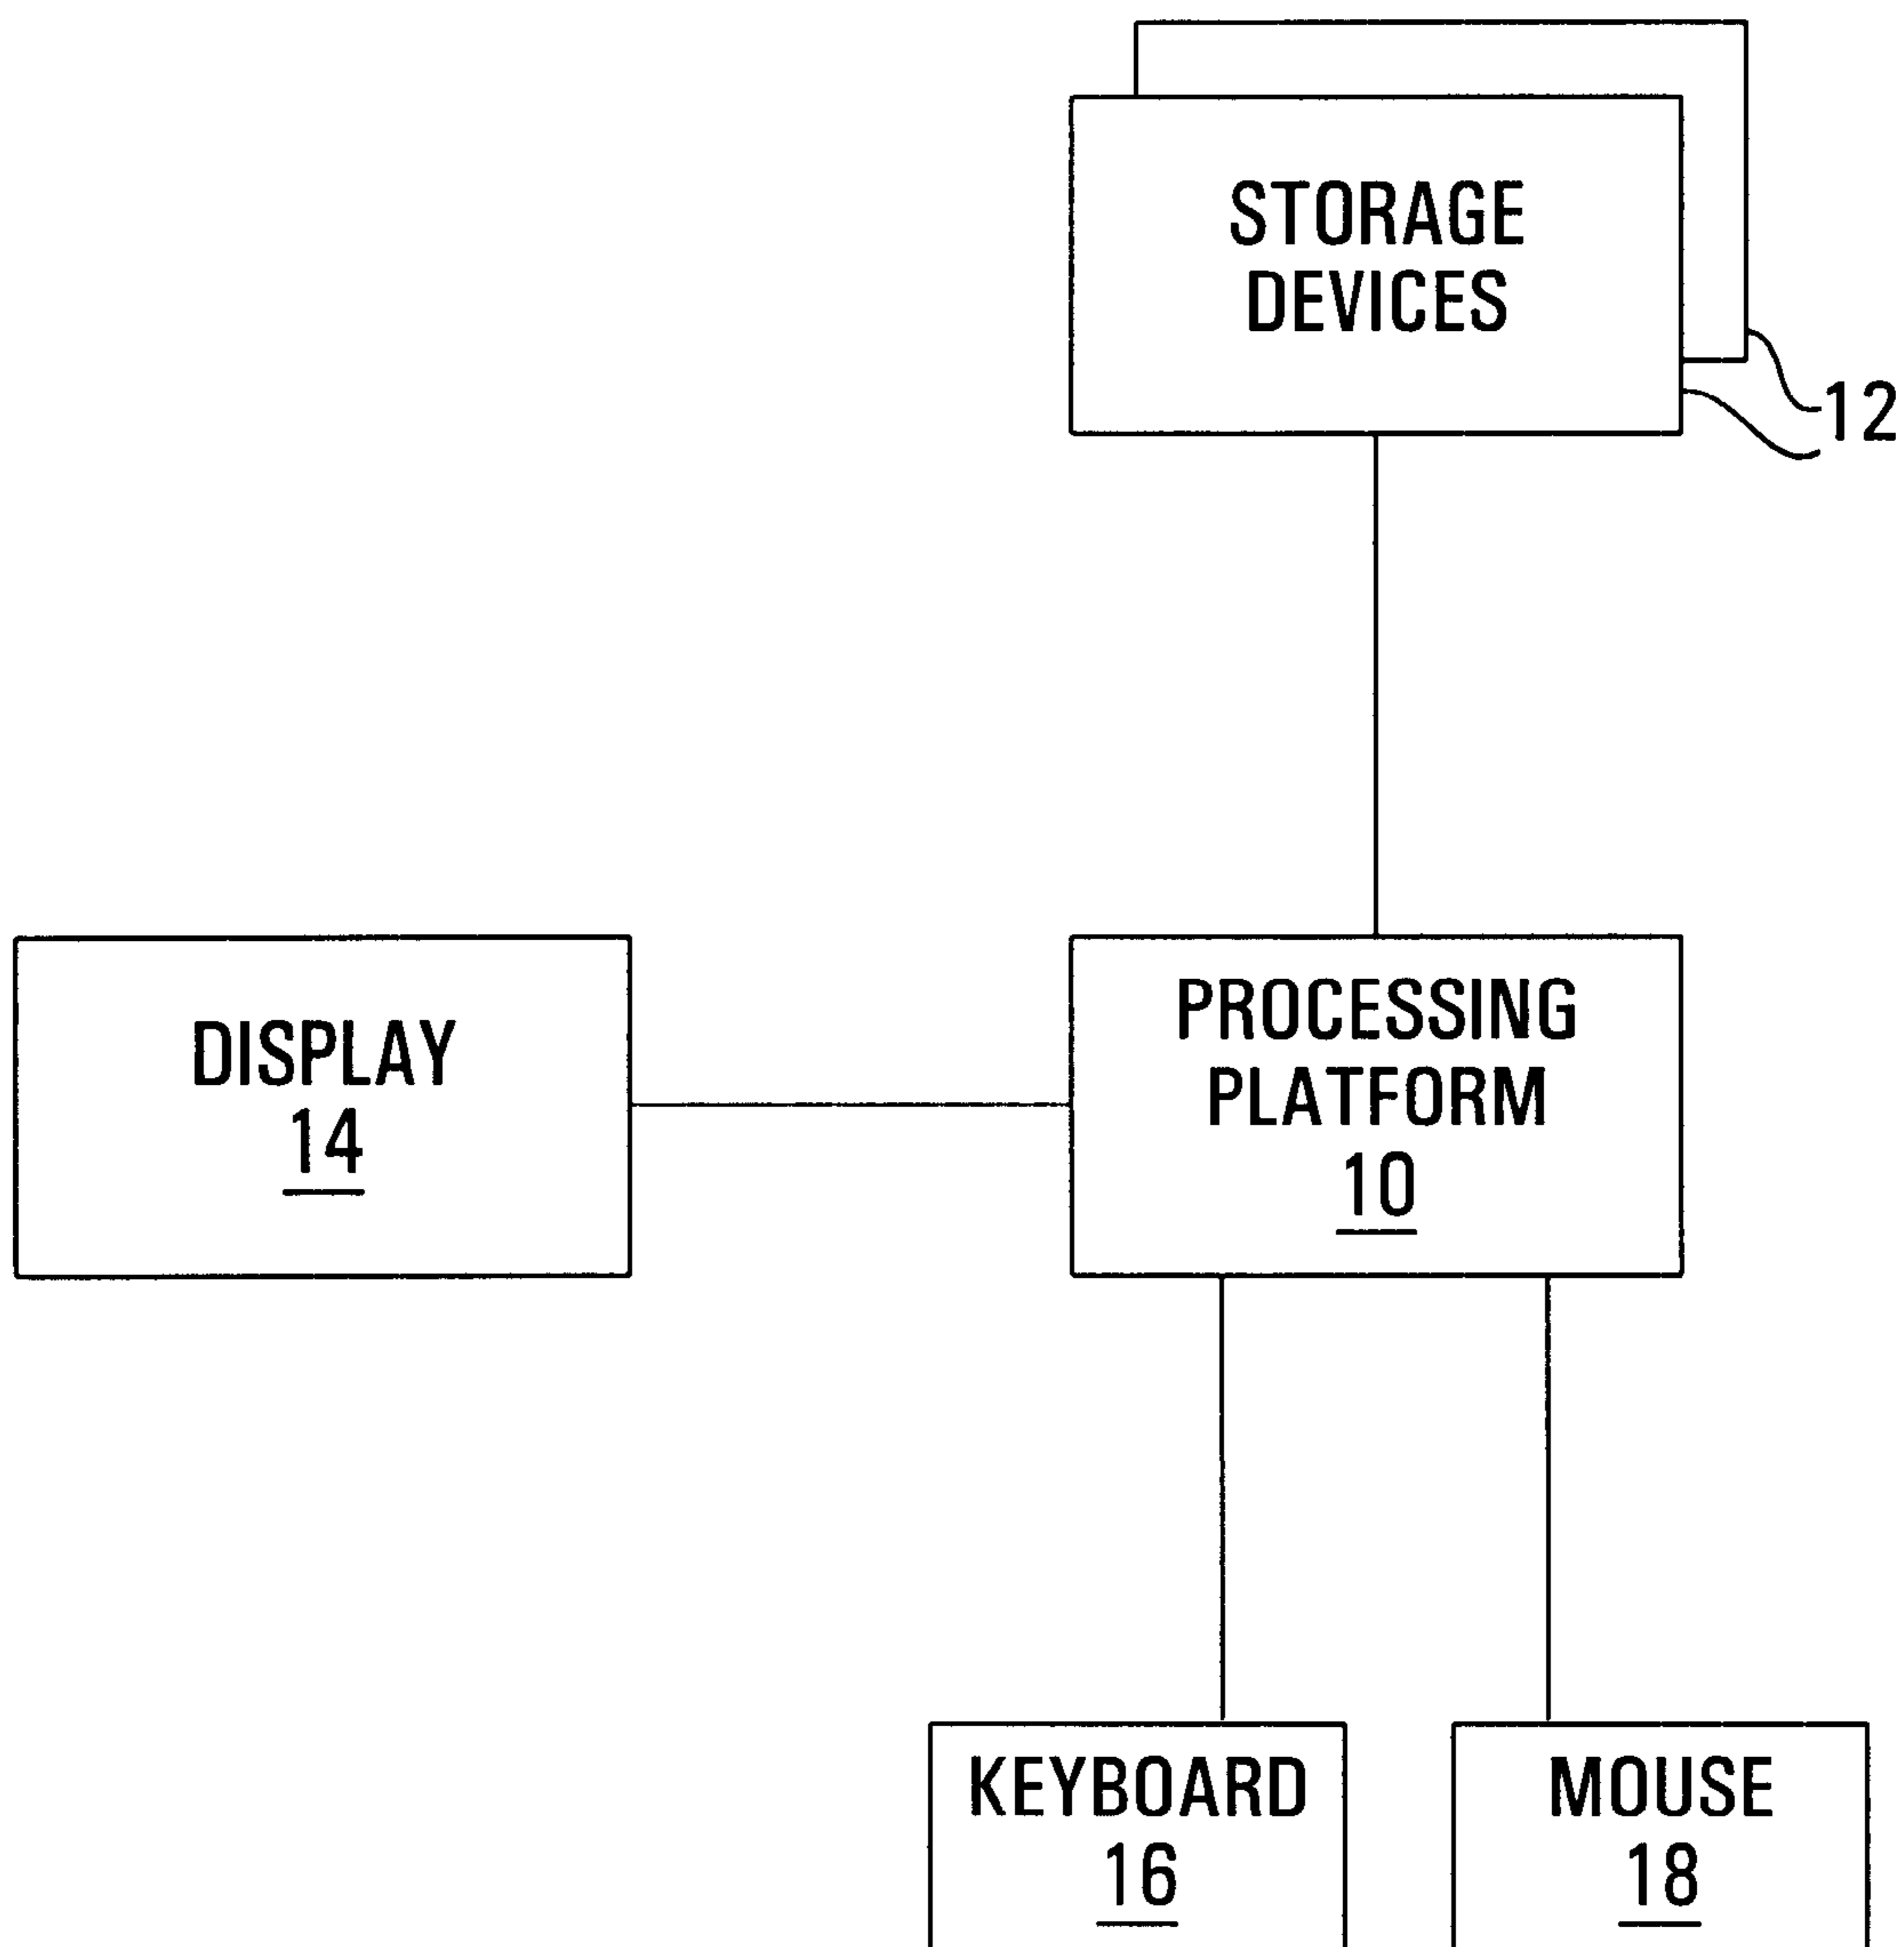 STORAGE
DEVICES
12
DISPLAY
14
PROCESSING
PLATFORM
10
KEYBOARD
16
MOUSE
18